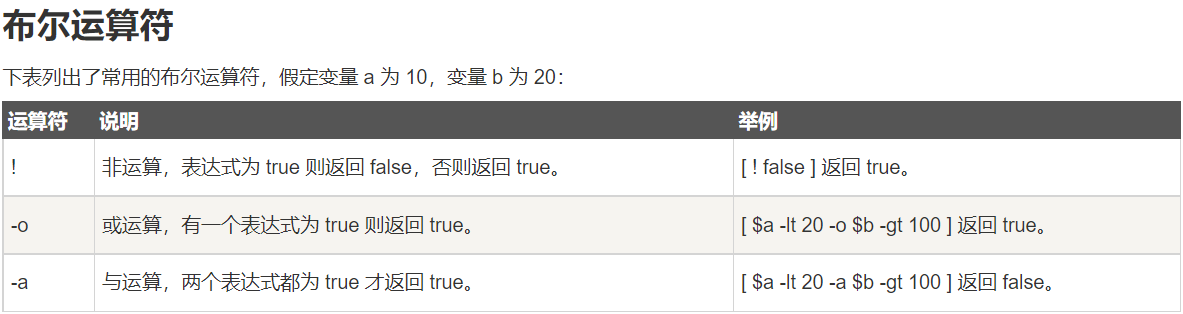 布尔运算符
下表列出了常用的布尔运算符，假定变量 a 为 10，变量 b 为 20：
运算符 说明 举例
! 非运算，表达式为 true 则返回 false，否则返回 true。 [ ! false ] 返回 true。
-o 或运算，有一个表达式为 true 则返回 true。 [ $a -lt 20 -o $b -gt 100 ] 返回 true。
-a 与运算，两个表达式都为 true 才返回 true。 [ $a -lt 20 -a $b -gt 100 ] 返回 false。